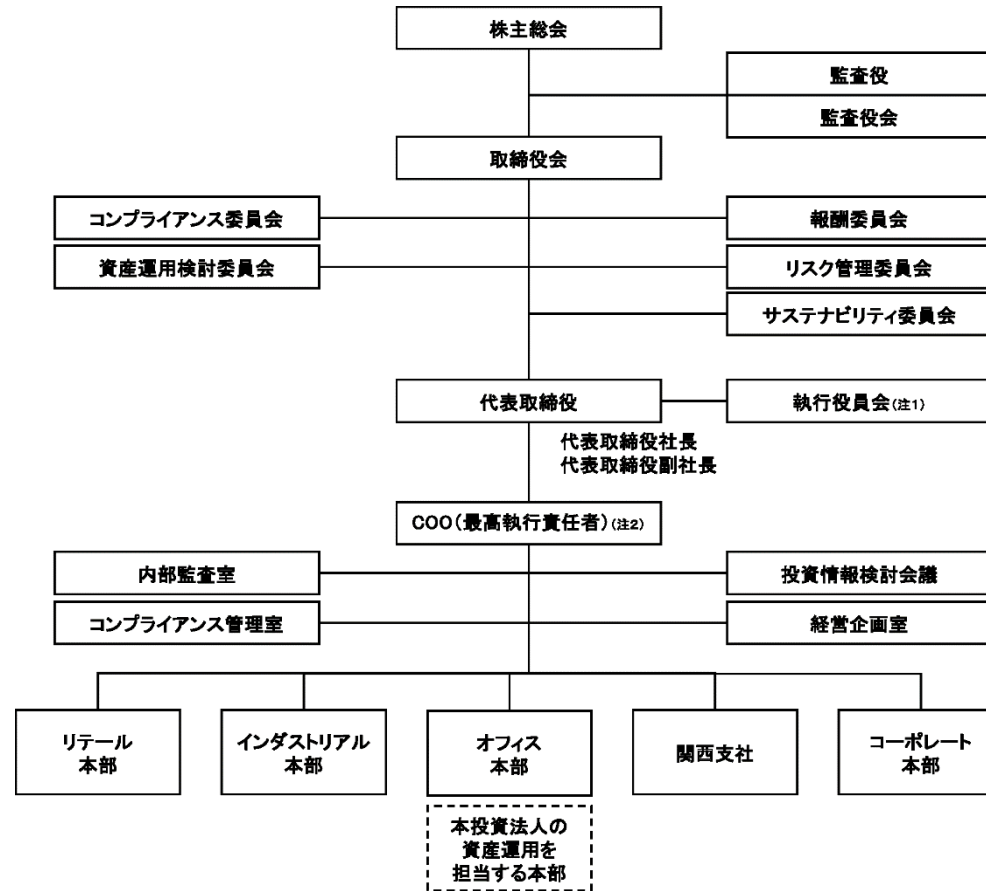 株主総会
監査役
監査役会
取締役会
コンプライアンス委員会
報酬委員会
資産運用検討委員会
リスク管理委員会
サステナビリティ委員会
代表取締役
執行役員会(注1)
代表取締役社長
代表取締役副社長
COO(最高執行責任者)(注2)
内部監査室
投資情報検討会議
コンプライアンス管理室
経営企画室
リテール
本部
インダストリアル
本部
オフィス
本部
関西支社
コーポレート
本部
本投資法人の
資産運用を
担当する本部